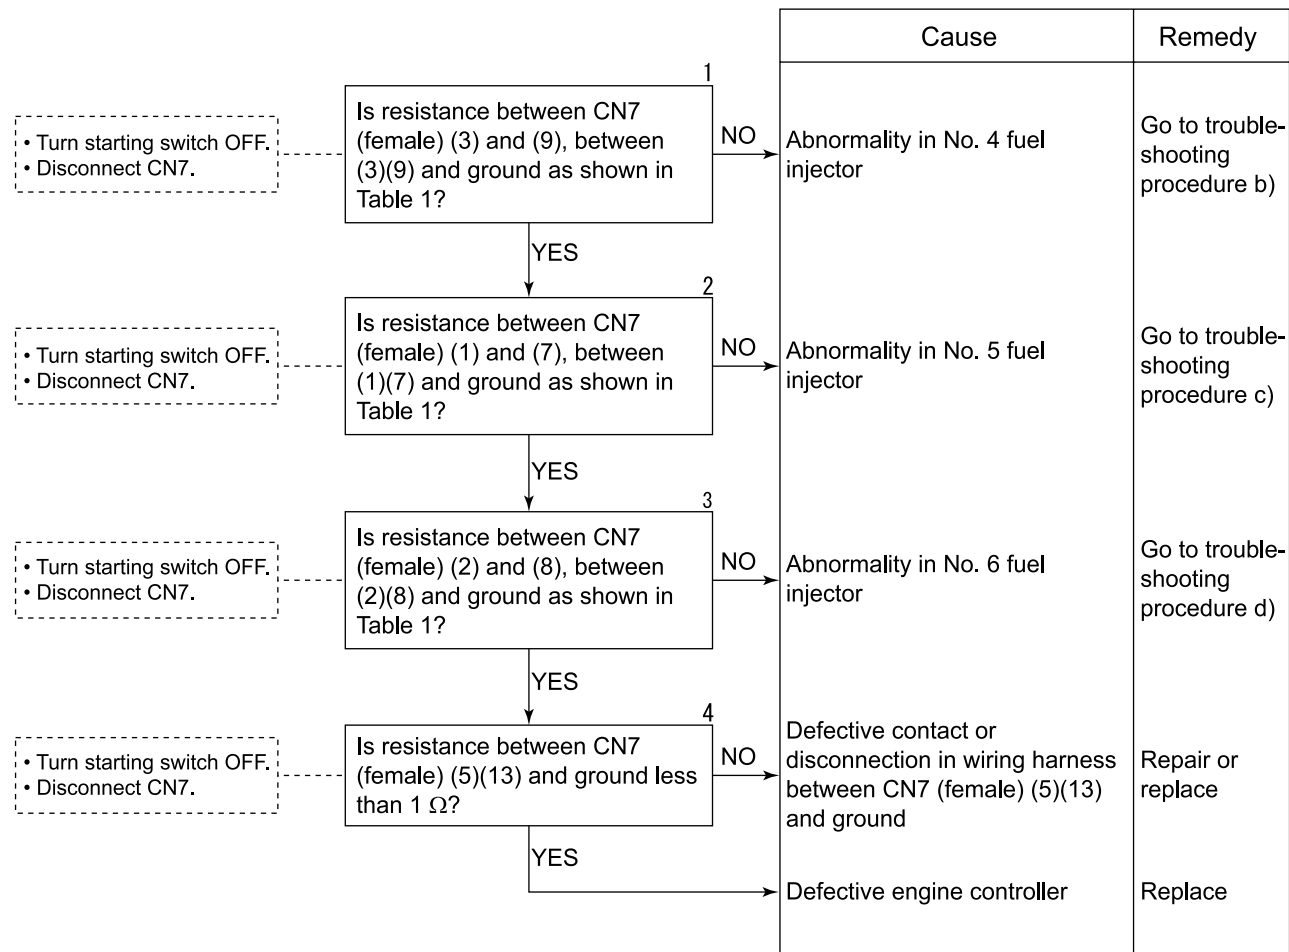 Cause
Remedy
1
• Turn starting switch OFF.
• Disconnect CN7.
Is resistance between CN7
(female) (3) and (9), between
(3)(9) and ground as shown in
Table 1?
NO
Abnormality in No. 4 fuel
injector
Go to trouble-
shooting
procedure b)
YES
2
• Turn starting switch OFF.
• Disconnect CN7.
Is resistance between CN7
(female) (1) and (7), between
(1)(7) and ground as shown in
Table 1?
NO
Abnormality in No. 5 fuel
injector
Go to trouble-
shooting
procedure c)
YES
3
• Turn starting switch OFF.
• Disconnect CN7.
Is resistance between CN7
(female) (2) and (8), between
(2)(8) and ground as shown in
Table 1?
NO
Abnormality in No. 6 fuel
injector
Go to trouble-
shooting
procedure d)
YES
4
• Turn starting switch OFF.
• Disconnect CN7.
Is resistance between CN7
(female) (5)(13) and ground less
than 1 Ω?
NO
Defective contact or
disconnection in wiring harness
between CN7 (female) (5)(13)
and ground
Repair or
replace
YES
Defective engine controller
Replace